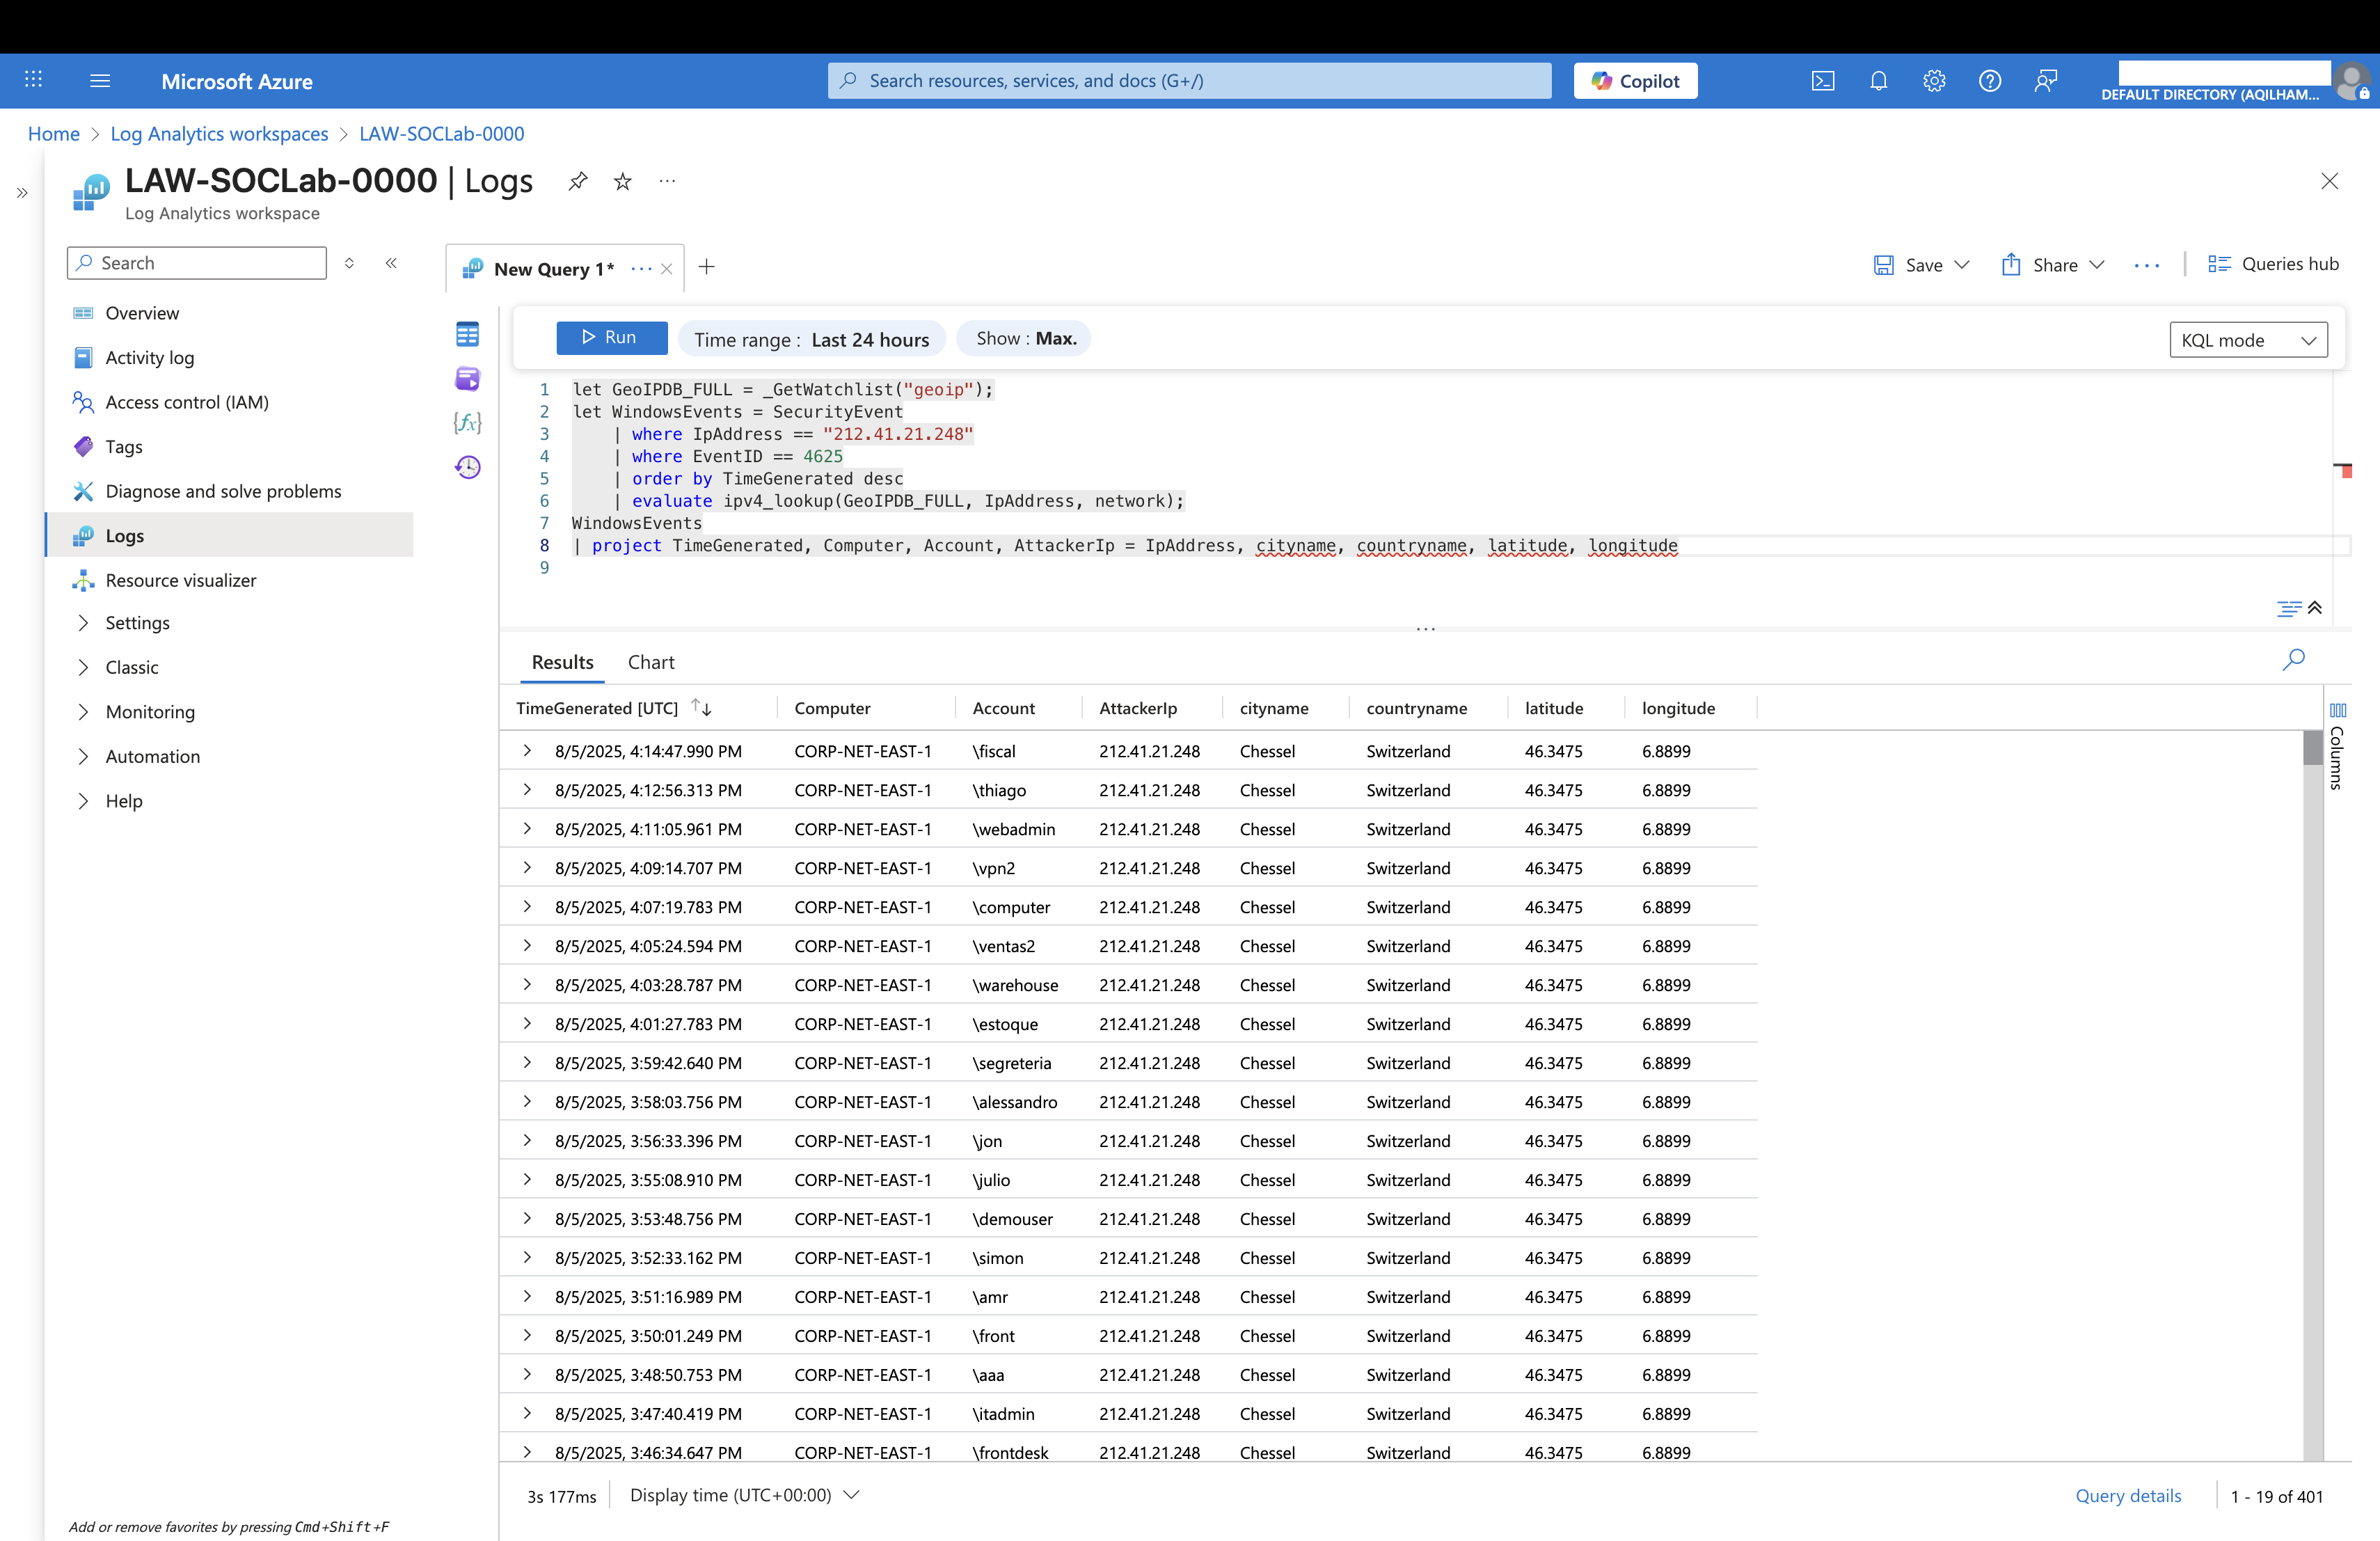 Microsoft Azure
Search resources, services, and docs (G+/)
Copilot
DEFAULT DIRECTORY (AQILHAM...
Home > Log Analytics workspaces > LAW-SOCLab-0000
LAW-SOCLab-0000 | Logs
Log Analytics workspace
Search
Overview
Activity log
Access control (IAM)
Tags
Diagnose and solve problems
Logs
Resource visualizer
Settings
Classic
Monitoring
Automation
Help
Add or remove favorites by pressing Cmd+Shift+F
New Query 1*
Save
Share
Queries hub
Run
Time range : Last 24 hours
Show : Max.
KQL mode
1 let GeoIPDB_FULL = _GetWatchlist("geoip");
2 let WindowsEvents = SecurityEvent
3 | where IpAddress == "212.41.21.248"
4 | where EventID == 4625
5 | order by TimeGenerated desc
6 | evaluate ipv4_lookup(GeoIPDB_FULL, IpAddress, network);
7 WindowsEvents
8 | project TimeGenerated, Computer, Account, AttackerIp = IpAddress, cityname, countryname, latitude, longitude
9
Results Chart
TimeGenerated [UTC] Computer Account AttackerIp cityname countryname latitude longitude
8/5/2025, 4:14:47.990 PM CORP-NET-EAST-1 \fiscal 212.41.21.248 Chessel Switzerland 46.3475 6.8899
8/5/2025, 4:12:56.313 PM CORP-NET-EAST-1 \thiago 212.41.21.248 Chessel Switzerland 46.3475 6.8899
8/5/2025, 4:11:05.961 PM CORP-NET-EAST-1 \webadmin 212.41.21.248 Chessel Switzerland 46.3475 6.8899
8/5/2025, 4:09:14.707 PM CORP-NET-EAST-1 \vpn2 212.41.21.248 Chessel Switzerland 46.3475 6.8899
8/5/2025, 4:07:19.783 PM CORP-NET-EAST-1 \computer 212.41.21.248 Chessel Switzerland 46.3475 6.8899
8/5/2025, 4:05:24.594 PM CORP-NET-EAST-1 \ventas2 212.41.21.248 Chessel Switzerland 46.3475 6.8899
8/5/2025, 4:03:28.787 PM CORP-NET-EAST-1 \warehouse 212.41.21.248 Chessel Switzerland 46.3475 6.8899
8/5/2025, 4:01:27.783 PM CORP-NET-EAST-1 \estoque 212.41.21.248 Chessel Switzerland 46.3475 6.8899
8/5/2025, 3:59:42.640 PM CORP-NET-EAST-1 \segreteria 212.41.21.248 Chessel Switzerland 46.3475 6.8899
8/5/2025, 3:58:03.756 PM CORP-NET-EAST-1 \alessandro 212.41.21.248 Chessel Switzerland 46.3475 6.8899
8/5/2025, 3:56:33.396 PM CORP-NET-EAST-1 \jon 212.41.21.248 Chessel Switzerland 46.3475 6.8899
8/5/2025, 3:55:08.910 PM CORP-NET-EAST-1 \julio 212.41.21.248 Chessel Switzerland 46.3475 6.8899
8/5/2025, 3:53:48.756 PM CORP-NET-EAST-1 \demouser 212.41.21.248 Chessel Switzerland 46.3475 6.8899
8/5/2025, 3:52:33.162 PM CORP-NET-EAST-1 \simon 212.41.21.248 Chessel Switzerland 46.3475 6.8899
8/5/2025, 3:51:16.989 PM CORP-NET-EAST-1 \amr 212.41.21.248 Chessel Switzerland 46.3475 6.8899
8/5/2025, 3:50:01.249 PM CORP-NET-EAST-1 \front 212.41.21.248 Chessel Switzerland 46.3475 6.8899
8/5/2025, 3:48:50.753 PM CORP-NET-EAST-1 \aaa 212.41.21.248 Chessel Switzerland 46.3475 6.8899
8/5/2025, 3:47:40.419 PM CORP-NET-EAST-1 \itadmin 212.41.21.248 Chessel Switzerland 46.3475 6.8899
8/5/2025, 3:46:34.647 PM CORP-NET-EAST-1 \frontdesk 212.41.21.248 Chessel Switzerland 46.3475 6.8899
Columns
3s 177ms Display time (UTC+00:00)
Query details 1 - 19 of 401